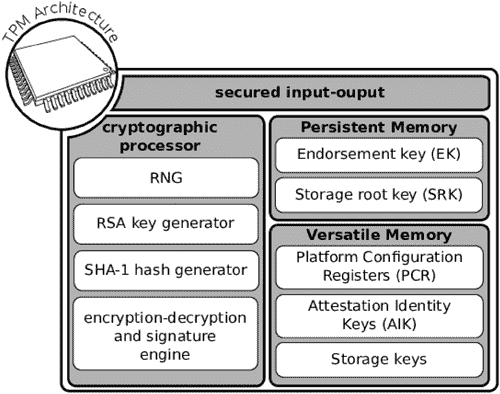 TPM Architecture
secured input-ouput
cryptographic
processor
RNG
RSA key generator
SHA-1 hash generator
encryption-decryption
and signature
engine
Persistent Memory
Endorsement key (EK)
Storage root key (SRK)
Versatile Memory
Platform Configuration
Registers (PCR)
Attestation Identity
Keys (AIK)
Storage keys